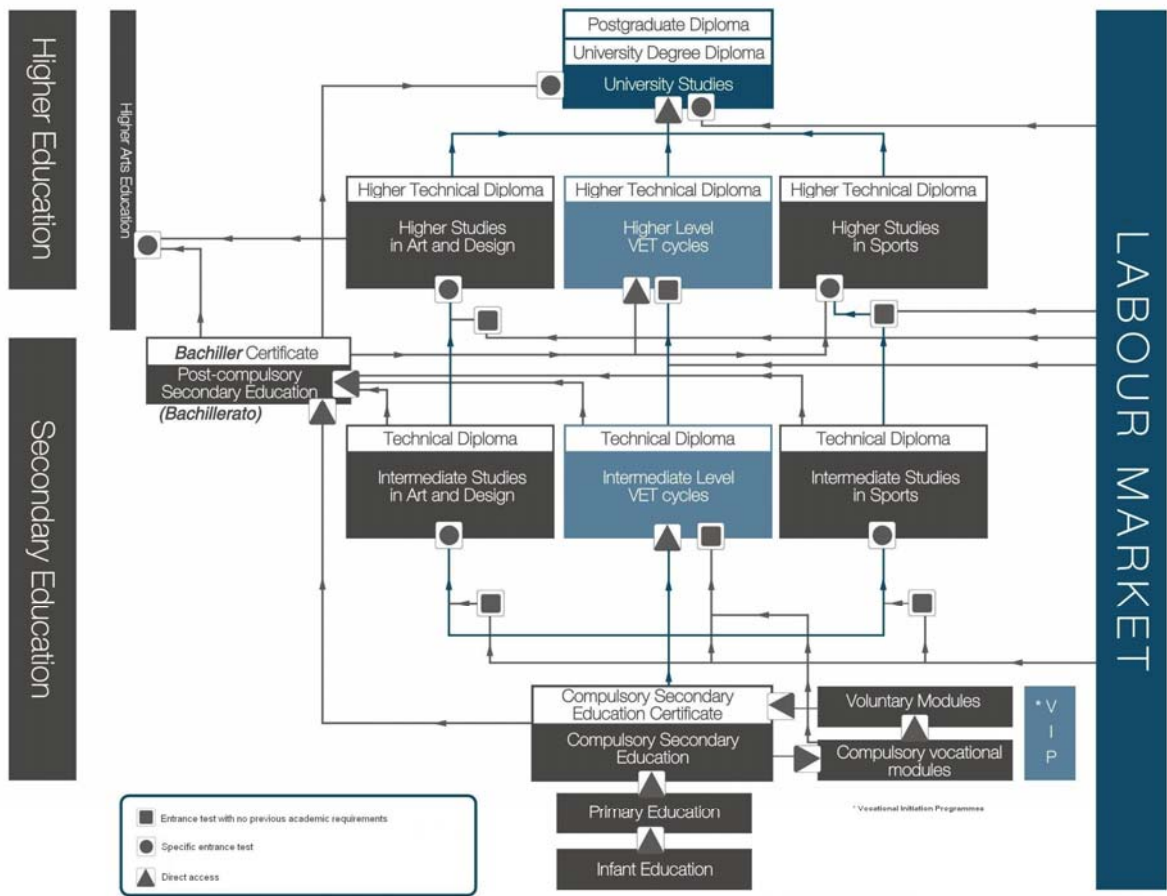 Higher Education
Higher Arts Education
Postgraduate Diploma
University Degree Diploma
University Studies
Higher Technical Diploma
Higher Studies
in Art and Design
Higher Technical Diploma
Higher Level
VET cycles
Higher Technical Diploma
Higher Studies
in Sports
LABOUR MARKET
Secondary Education
Bachiller Certificate
Post-compulsory
Secondary Education
(Bachillerato)
Technical Diploma
Intermediate Studies
in Art and Design
Technical Diploma
Intermediate Level
VET cycles
Technical Diploma
Intermediate Studies
in Sports
Compulsory Secondary
Education Certificate
Compulsory Secondary
Education
Voluntary Modules
Compulsory vocational
modules
* V
I
P
Primary Education
Infant Education
* Vocational Initiation Programmes
Entrance test with no previous academic requirements
Specific entrance test
Direct access